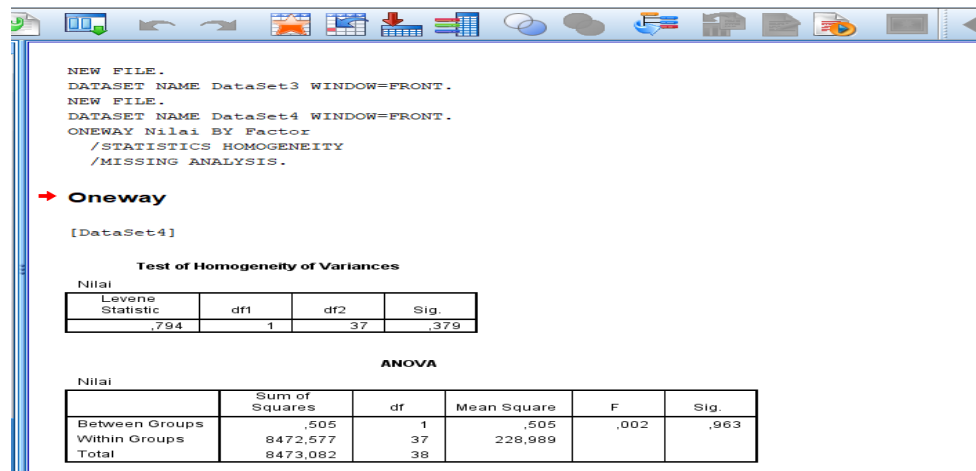 NEW FILE.
DATASET NAME DataSet3 WINDOW=FRONT.
NEW FILE.
DATASET NAME DataSet4 WINDOW=FRONT.
ONEWAY Nilai BY Factor
/STATISTICS HOMOGENEITY
/MISSING ANALYSIS.
Oneway
[DataSet4]
Test of Homogeneity of Variances
Nilai
Levene Statistic df1 df2 Sig.
,794 1 37 ,379
ANOVA
Nilai
Sum of Squares df Mean Square F Sig.
Between Groups ,505 1 ,505 ,002 ,963
Within Groups 8472,577 37 228,989
Total 8473,082 38